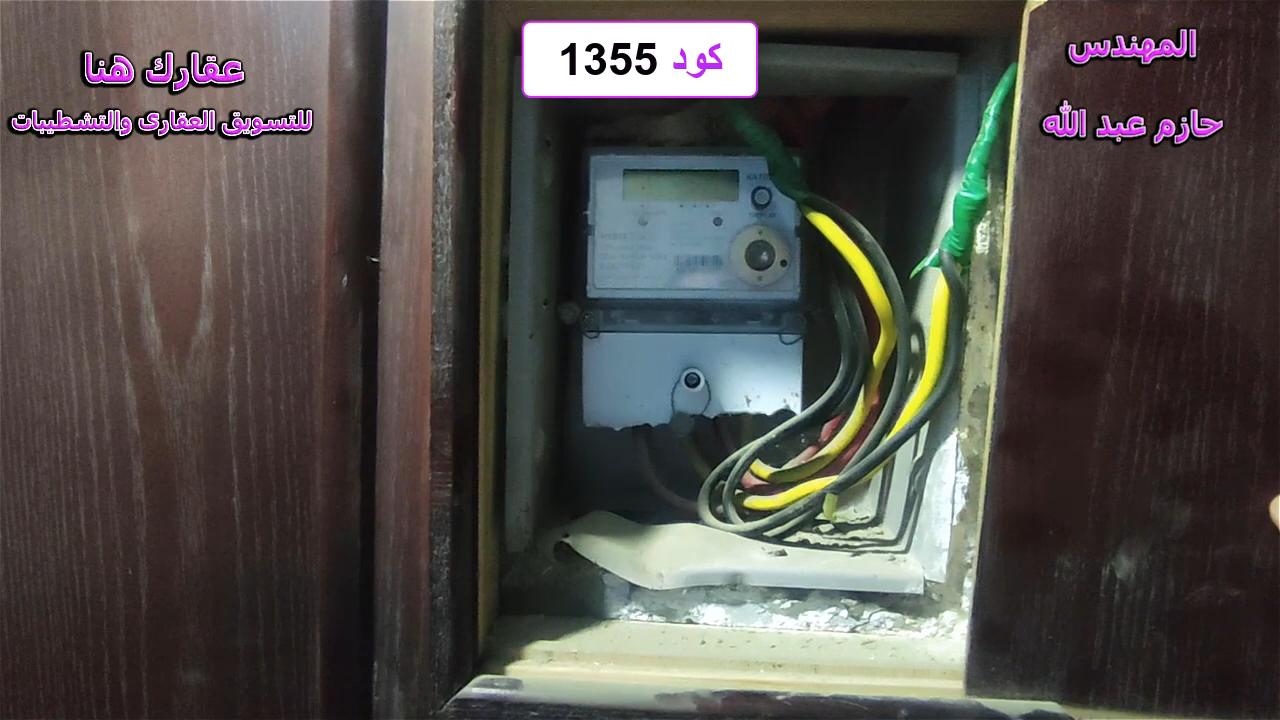 كود 1355
عقارك هنا
للتسويق العقارى والتشطيبات
المهندس
حازم عبد الله